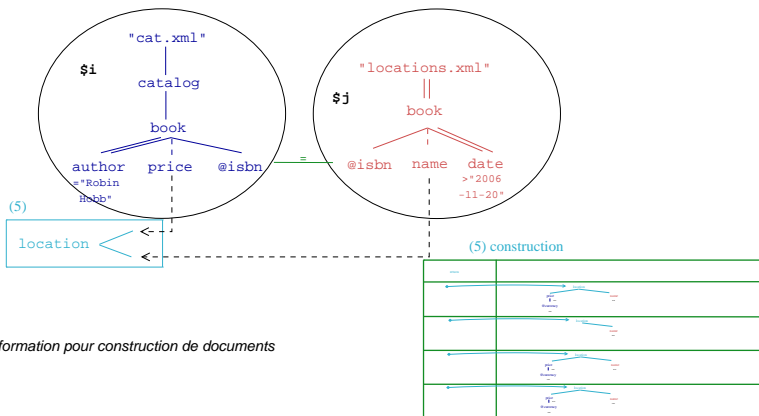 "cat.xml"
$i
catalog
book
author price @isbn
="Robin
Hobb"
"locations.xml"
$j
book
=
@isbn name date
>"2006
-11-20"
(5)
location
(5) construction
formation pour construction de documents